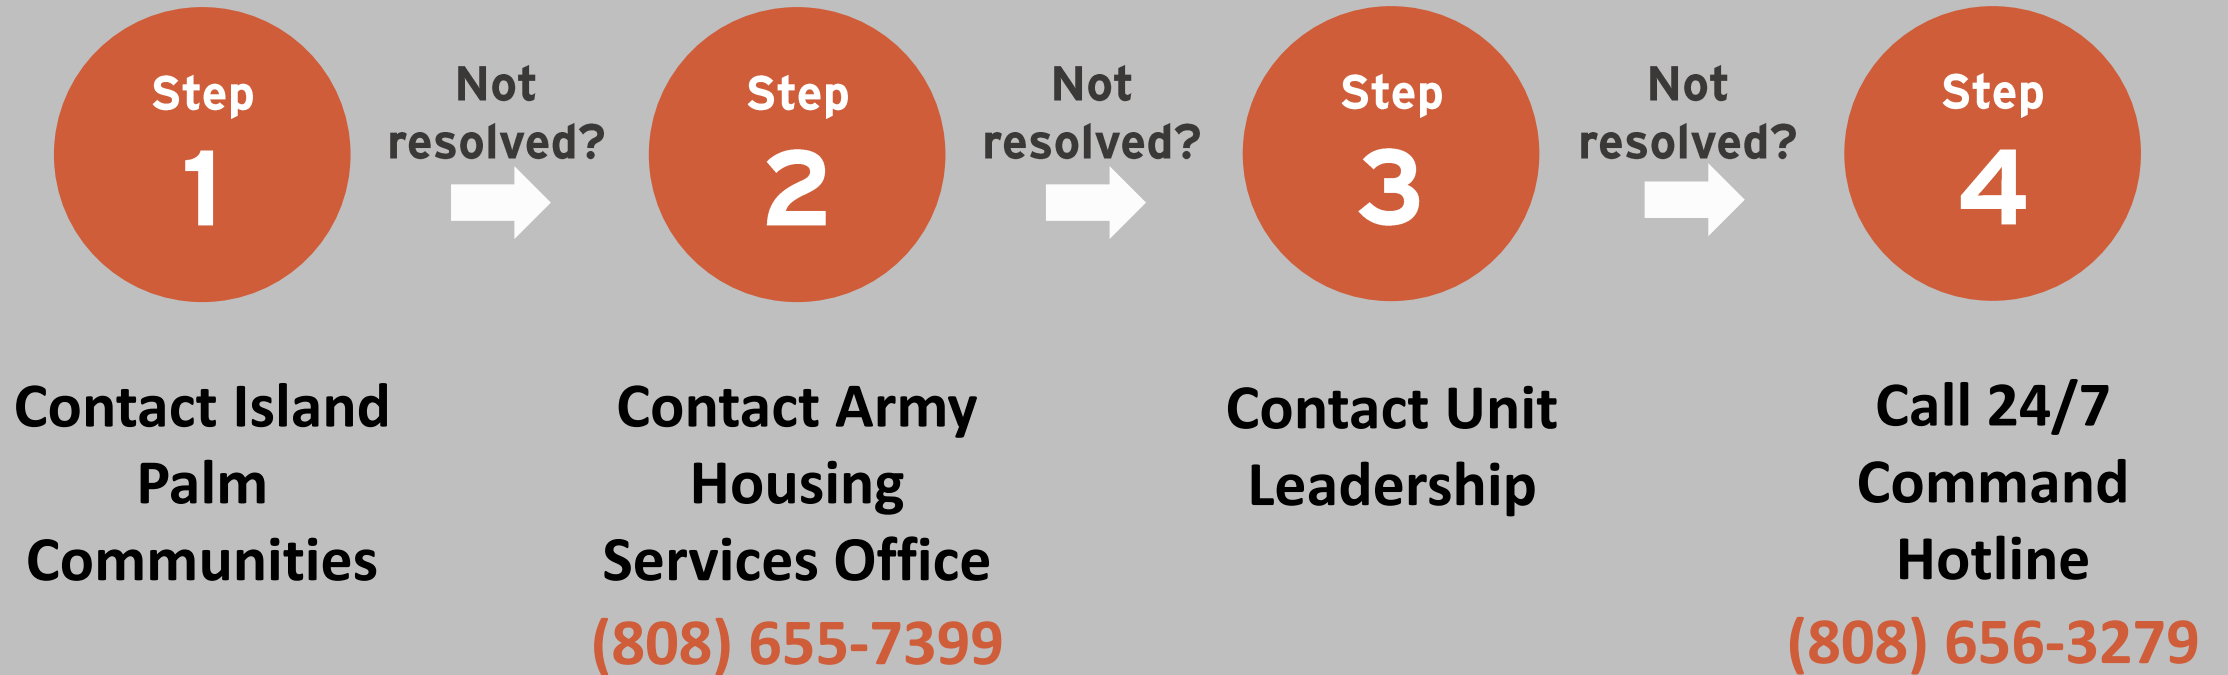 Step
1
Not
resolved?
Step
2
Not
resolved?
Step
3
Not
resolved?
Step
4
Contact Island
Palm
Communities
Contact Army
Housing
Services Office
(808) 655-7399
Contact Unit
Leadership
Call 24/7
Command
Hotline
(808) 656-3279